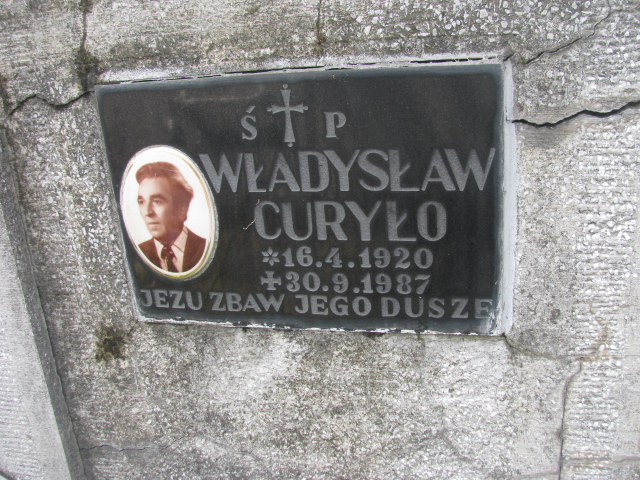 Ś P
WŁADYSŁAW
CURYŁO
*16.4.1920
+30.9.1987
JEZU ZBAW JEGO DUSZE